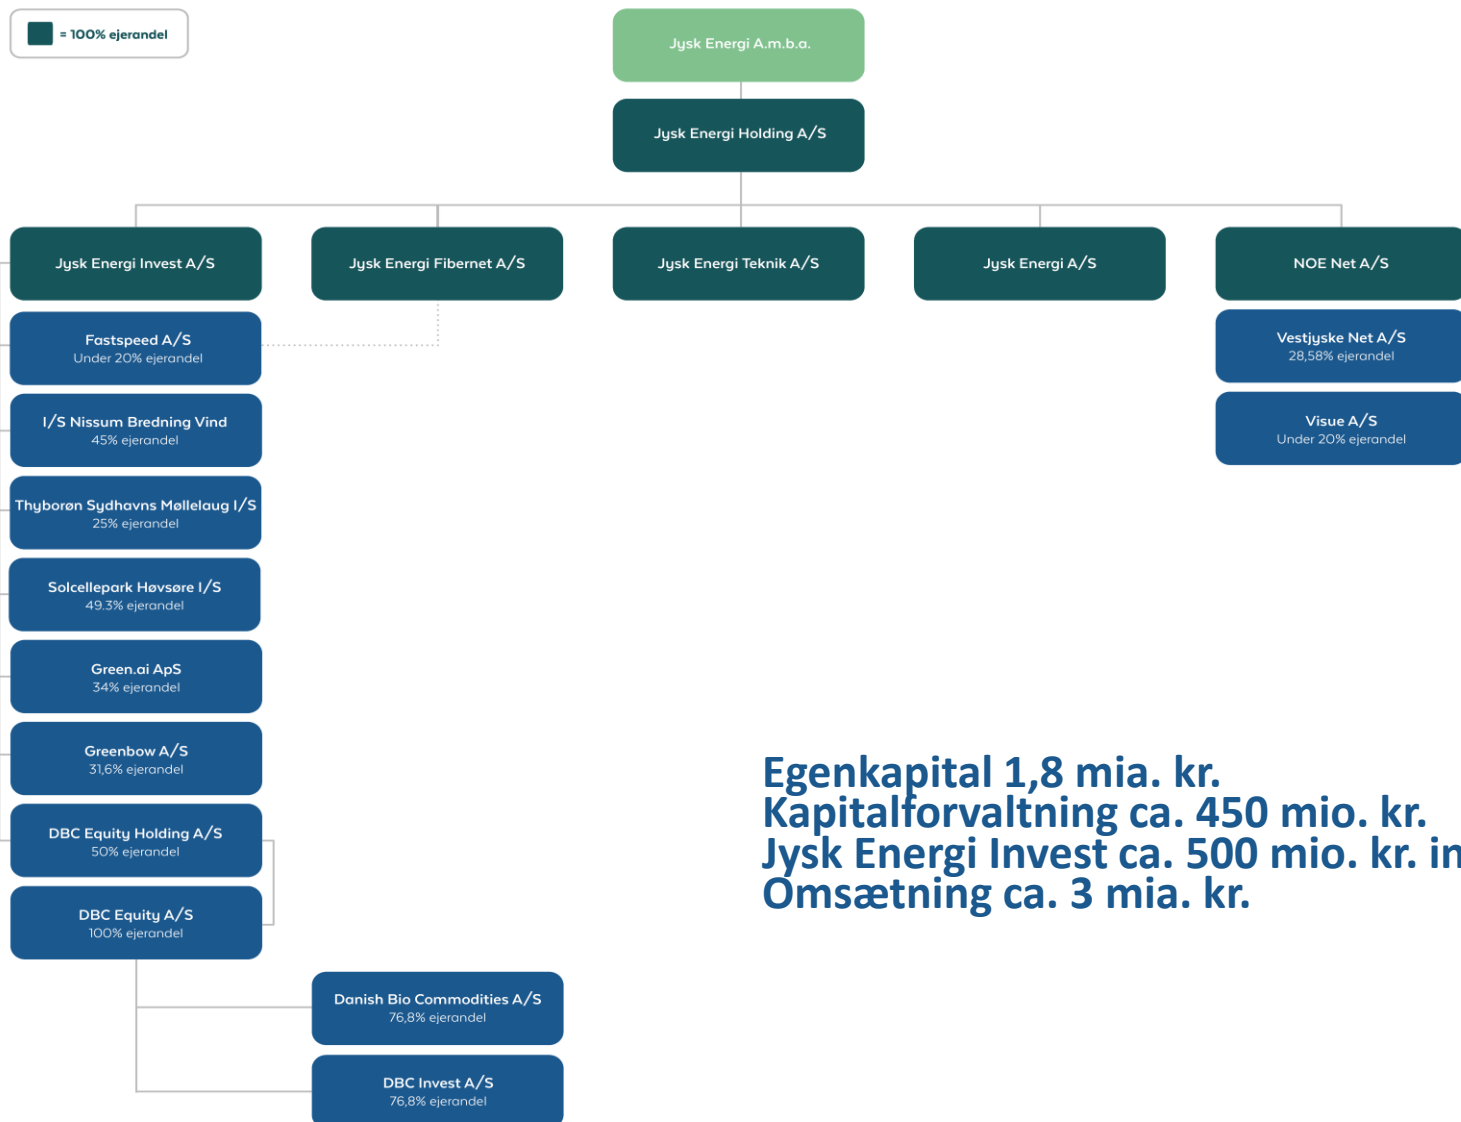 = 100% ejerandel
Jysk Energi A.m.b.a.
Jysk Energi Holding A/S
Jysk Energi Invest A/S
Jysk Energi Fibernet A/S
Jysk Energi Teknik A/S
Jysk Energi A/S
NOE Net A/S
Fastspeed A/S
Under 20% ejerandel
Vestjyske Net A/S
28,58% ejerandel
I/S Nissum Bredning Vind
45% ejerandel
Visue A/S
Under 20% ejerandel
Thyborøn Sydhavns Møllelaug I/S
25% ejerandel
Solcellepark Høvsøre I/S
49.3% ejerandel
Green.ai ApS
34% ejerandel
Greenbow A/S
31,6% ejerandel
DBC Equity Holding A/S
50% ejerandel
DBC Equity A/S
100% ejerandel
Danish Bio Commodities A/S
76,8% ejerandel
DBC Invest A/S
76,8% ejerandel
Egenkapital 1,8 mia. kr.
Kapitalforvaltning ca. 450 mio. kr.
Jysk Energi Invest ca. 500 mio. kr.
Omsætning ca. 3 mia. kr.